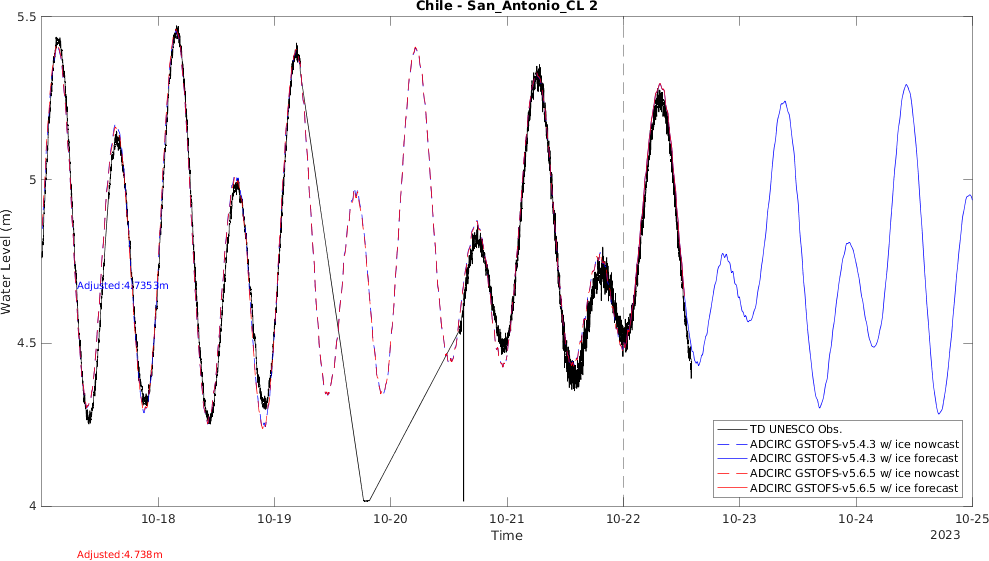 Chile - San_Antonio_CL 2
5.5
5
4.5
4
Water Level (m)
Adjusted:4.7353m
TD UNESCO Obs.
ADCIRC GSTOFS-v5.4.3 w/ ice nowcast
ADCIRC GSTOFS-v5.4.3 w/ ice forecast
ADCIRC GSTOFS-v5.6.5 w/ ice nowcast
ADCIRC GSTOFS-v5.6.5 w/ ice forecast
10-18 10-19 10-20 10-21 10-22 10-23 10-24 10-25
Time
2023
Adjusted:4.738m